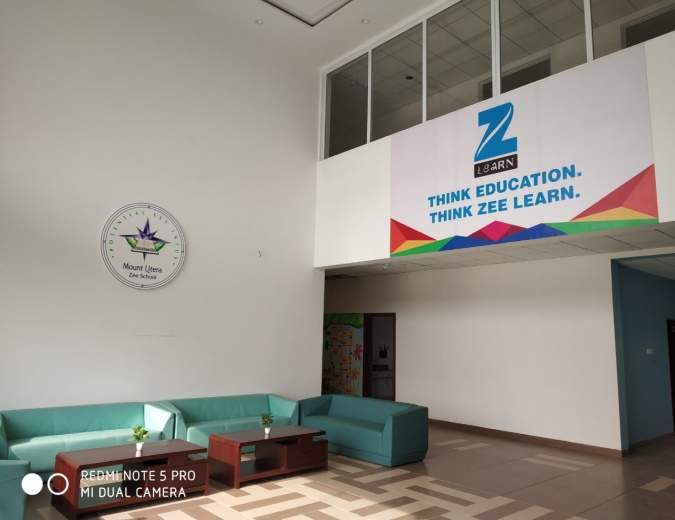 Z
LEARN
THINK EDUCATION.
THINK ZEE LEARN.
Mount Litera
Zee School
REDMI NOTE 5 PRO
MI DUAL CAMERA